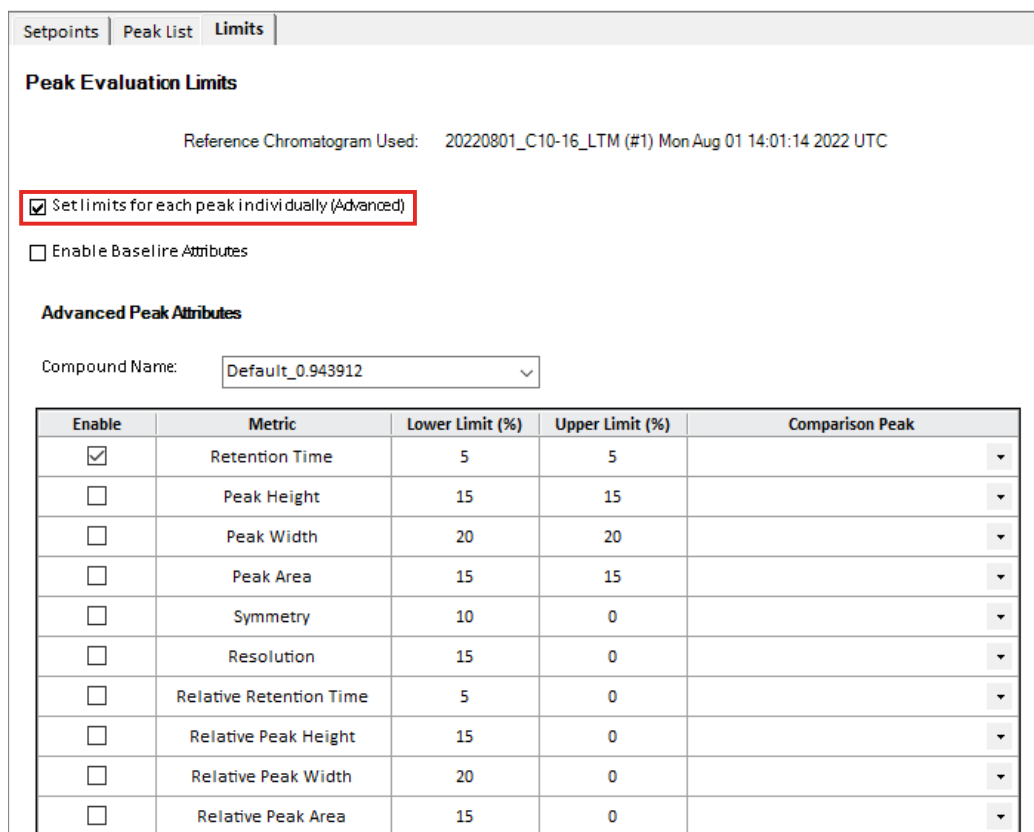 Setpoints Peak List Limits
Peak Evaluation Limits
Reference Chromatogram Used: 20220801_C10-16_LTM (#1) Mon Aug 01 14:01:14 2022 UTC
Set limits for each peak individually (Advanced)
Enable Baselire Attributes
Advanced Peak Attributes
Compound Name: Default_0.943912
Enable Metric Lower Limit (%) Upper Limit (%) Comparison Peak
Retention Time 5 5
Peak Height 15 15
Peak Width 20 20
Peak Area 15 15
Symmetry 10 0
Resolution 15 0
Relative Retention Time 5 0
Relative Peak Height 15 0
Relative Peak Width 20 0
Relative Peak Area 15 0